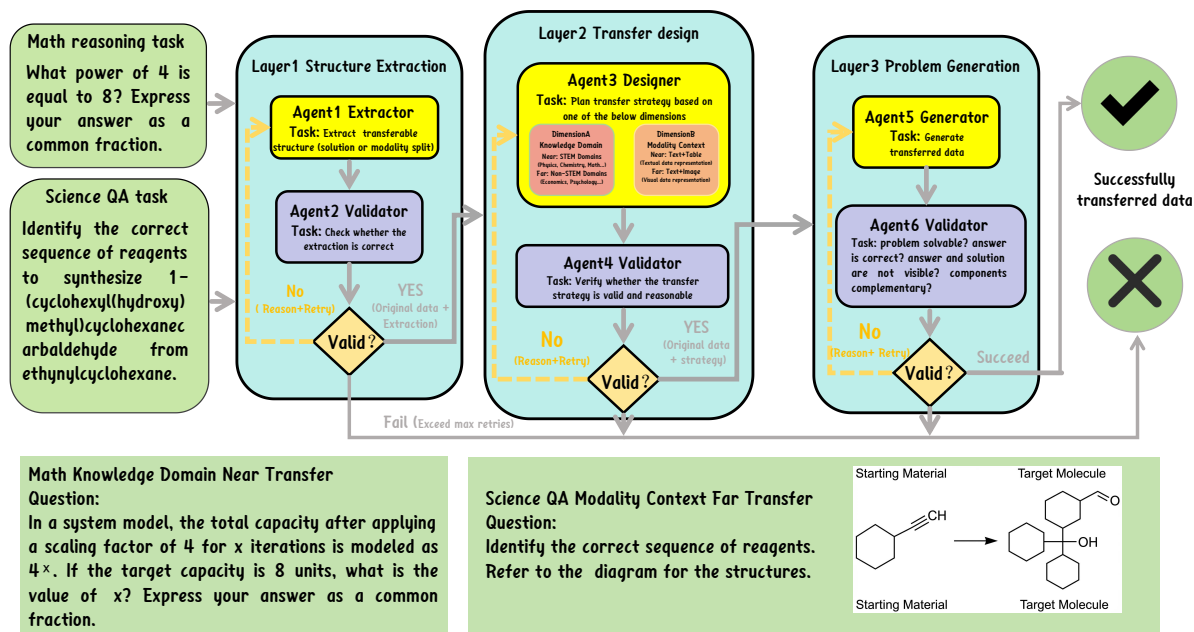 Math reasoning task
What power of 4 is
equal to 8? Express
your answer as a
common fraction.
Science QA task
Identify the correct
sequence of reagents
to synthesize 1-
(cyclohexyl(hydroxy)
methyl)cyclohexanec
arbaldehyde from
ethynylcyclohexane.
Layer1 Structure Extraction
Agent1 Extractor
Task: Extract transferable
structure (solution or modality split)
Agent2 Validator
Task: Check whether the
extraction is correct
No
( Reason+Retry)
YES
(Original data +
Extraction)
Valid?
Layer2 Transfer design
Agent3 Designer
Task: Plan transfer strategy based on
one of the below dimensions
DimensionA
Knowledge Domain
Near: STEM Domains
(Physics, Chemistry, Math...)
Far: Non-STEM Domains
(Economics, Psychology,...)
DimensionB
Modality Context
Near: Text+Table
(Textual data representation)
Far: Text+Image
(Visual data representation)
Agent4 Validator
Task: Verify whether the transfer
strategy is valid and reasonable
No
(Reason+Retry)
YES
(Original data
+ strategy)
Valid?
Layer3 Problem Generation
Agent5 Generator
Task: Generate
transferred data
Agent6 Validator
Task: problem solvable? answer
is correct? answer and solution
are not visible? components
complementary?
No
(Reason+ Retry)
Succeed
Valid?
Successfully
transferred data
Fail (Exceed max retries)
Math Knowledge Domain Near Transfer
Question:
In a system model, the total capacity after applying
a scaling factor of 4 for x iterations is modeled as
4ˣ. If the target capacity is 8 units, what is the
value of x? Express your answer as a common
fraction.
Science QA Modality Context Far Transfer
Question:
Identify the correct sequence of reagents.
Refer to the diagram for the structures.
Starting Material
Target Molecule
CH
O
OH
Starting Material
Target Molecule